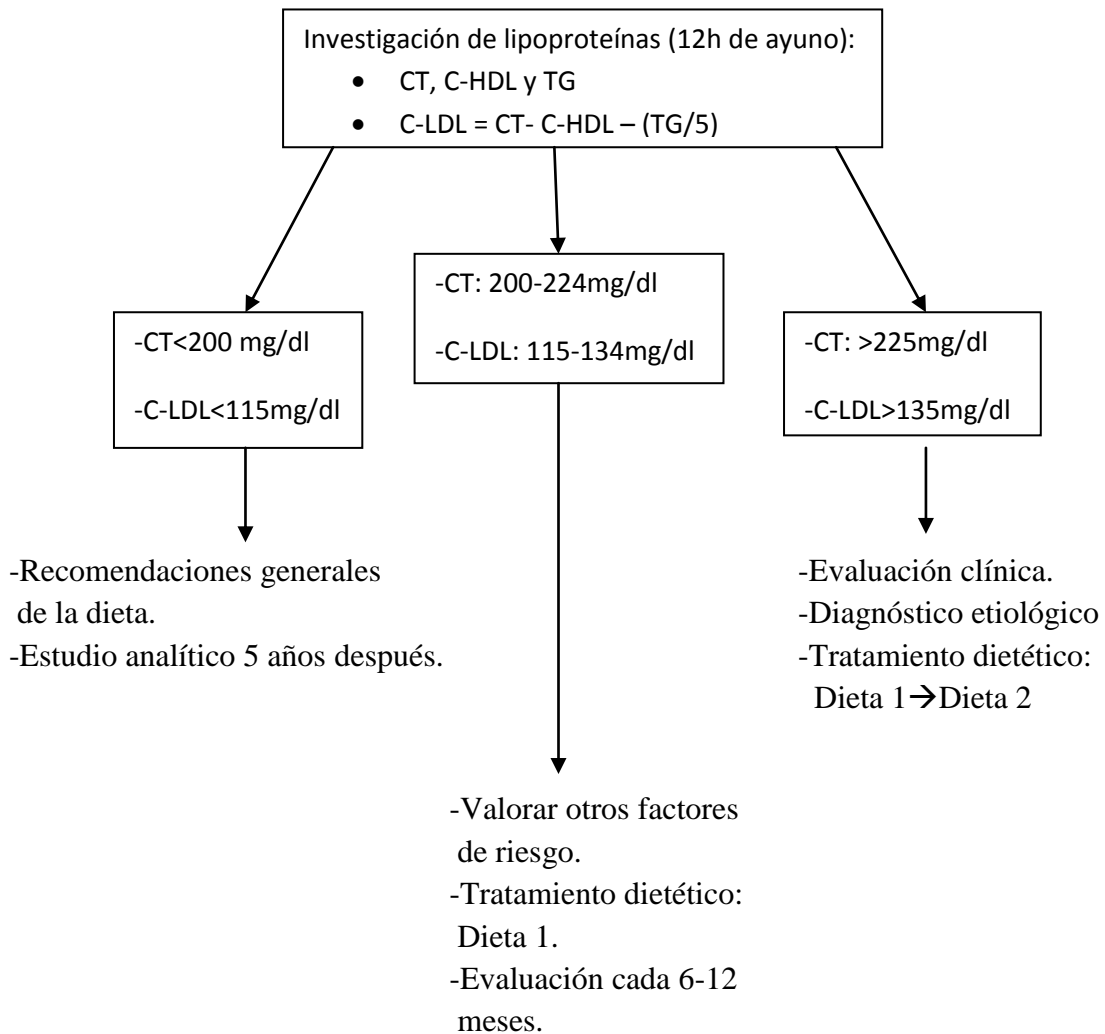 Investigación de lipoproteínas (12h de ayuno):
• CT, C-HDL y TG
• C-LDL = CT- C-HDL – (TG/5)
-CT<200 mg/dl
-C-LDL<115mg/dl
-CT: 200-224mg/dl
-C-LDL: 115-134mg/dl
-CT: >225mg/dl
-C-LDL>135mg/dl
-Recomendaciones generales
de la dieta.
-Estudio analítico 5 años después.
-Valorar otros factores
de riesgo.
-Tratamiento dietético:
Dieta 1.
-Evaluación cada 6-12
meses.
-Evaluación clínica.
-Diagnóstico etiológico
-Tratamiento dietético:
Dieta 1→Dieta 2